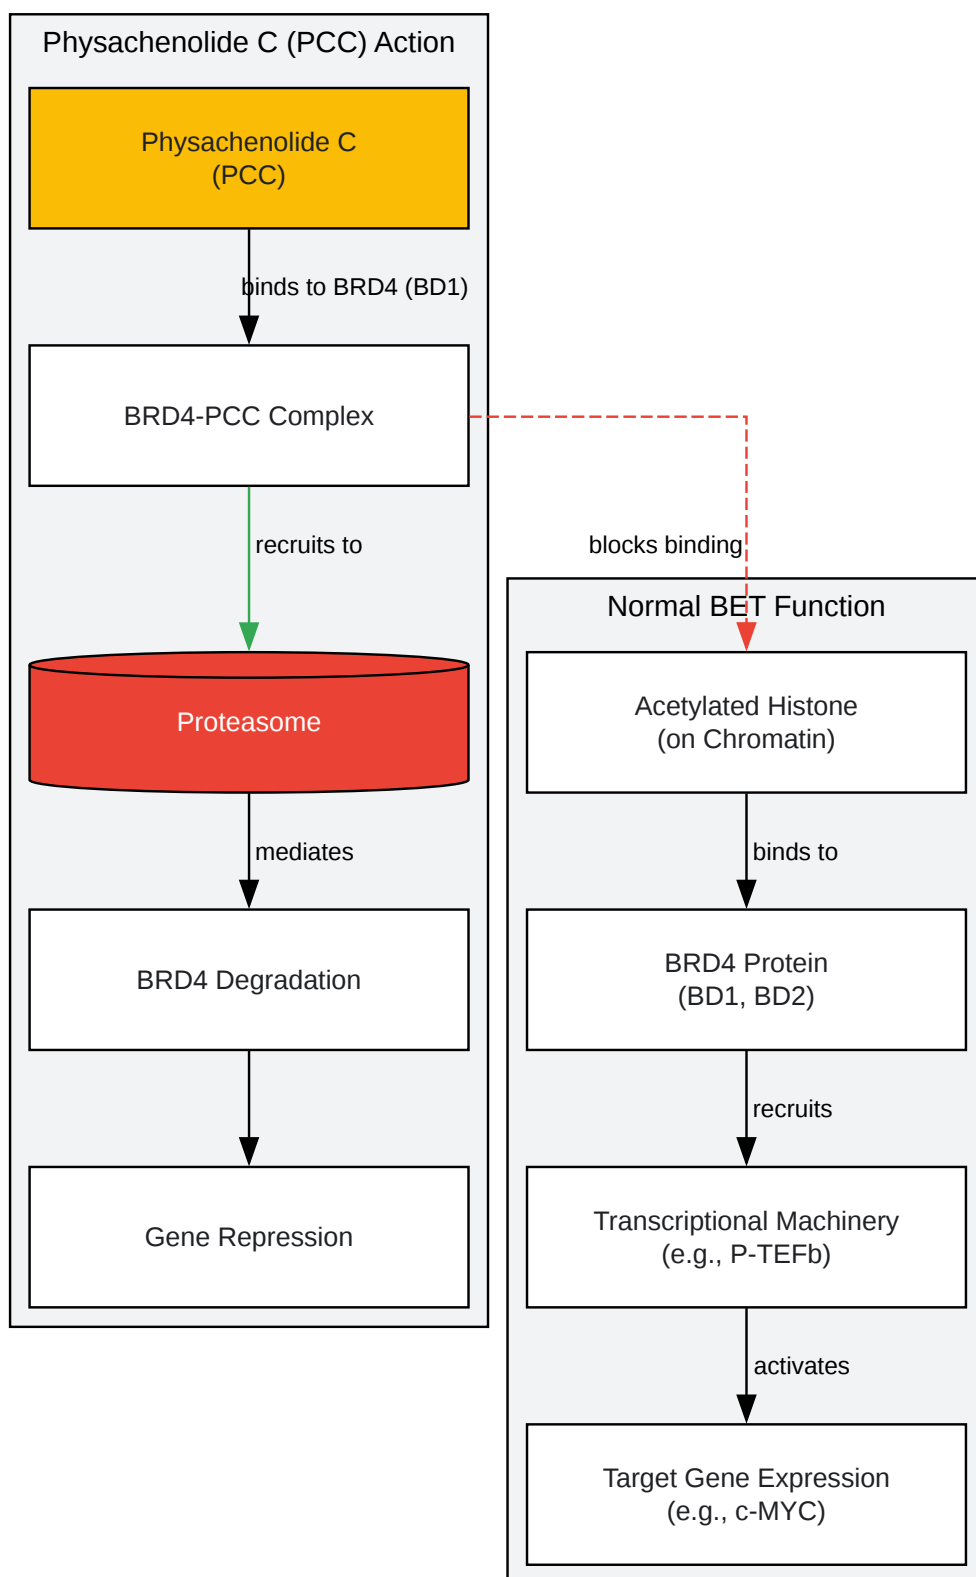 Physachenolide C (PCC) Action
Physachenolide C
(PCC)
binds to BRD4 (BD1)
BRD4-PCC Complex
recruits to
Proteasome
mediates
BRD4 Degradation
Gene Repression
blocks binding
Normal BET Function
Acetylated Histone
(on Chromatin)
binds to
BRD4 Protein
(BD1, BD2)
recruits
Transcriptional Machinery
(e.g., P-TEFb)
activates
Target Gene Expression
(e.g., c-MYC)